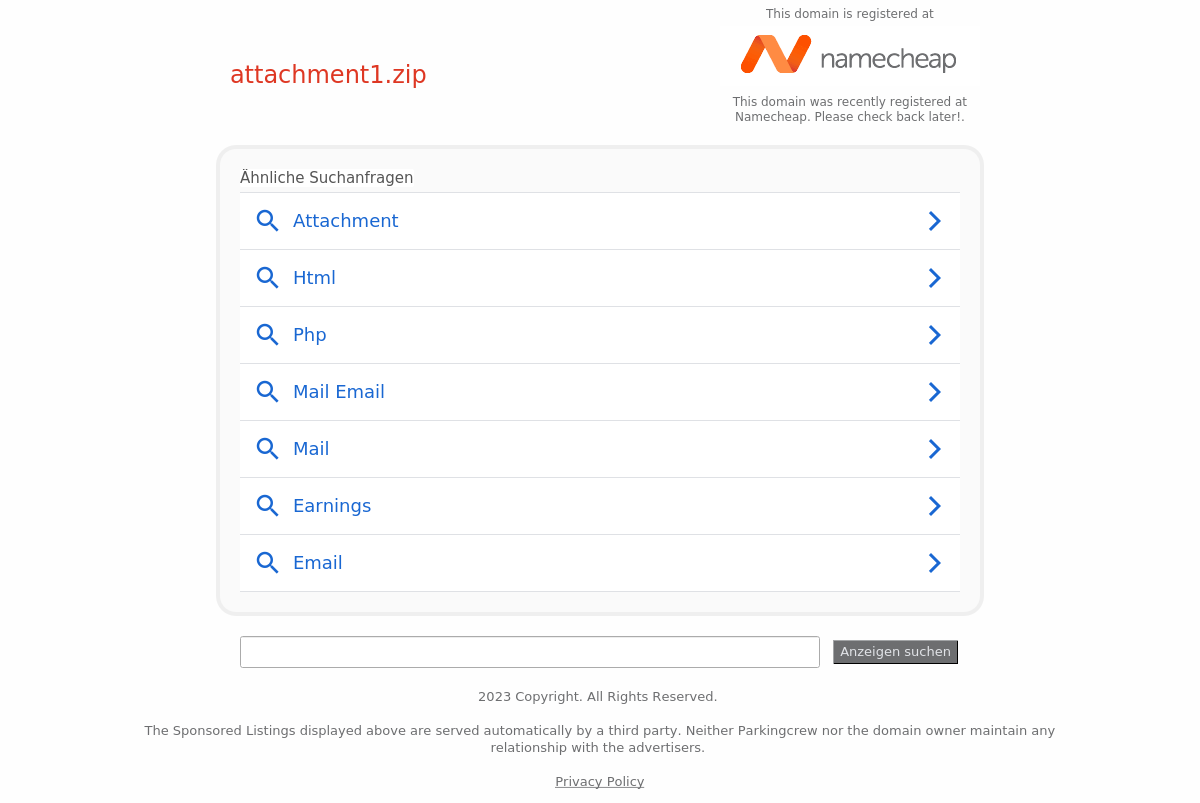 This domain is registered at
namecheap
attachment1.zip
This domain was recently registered at
Namecheap. Please check back later!.
Ähnliche Suchanfragen
Attachment
Html
Php
Mail Email
Mail
Earnings
Email
Anzeigen suchen
2023 Copyright. All Rights Reserved.
The Sponsored Listings displayed above are served automatically by a third party. Neither Parkingcrew nor the domain owner maintain any
relationship with the advertisers.
Privacy Policy